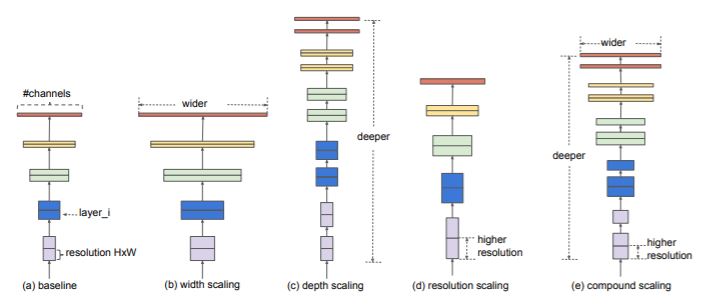 #channels
layer_i
resolution HxW
(a) baseline
wider
(b) width scaling
deeper
(c) depth scaling
higher
resolution
(d) resolution scaling
wider
deeper
higher
resolution
(e) compound scaling